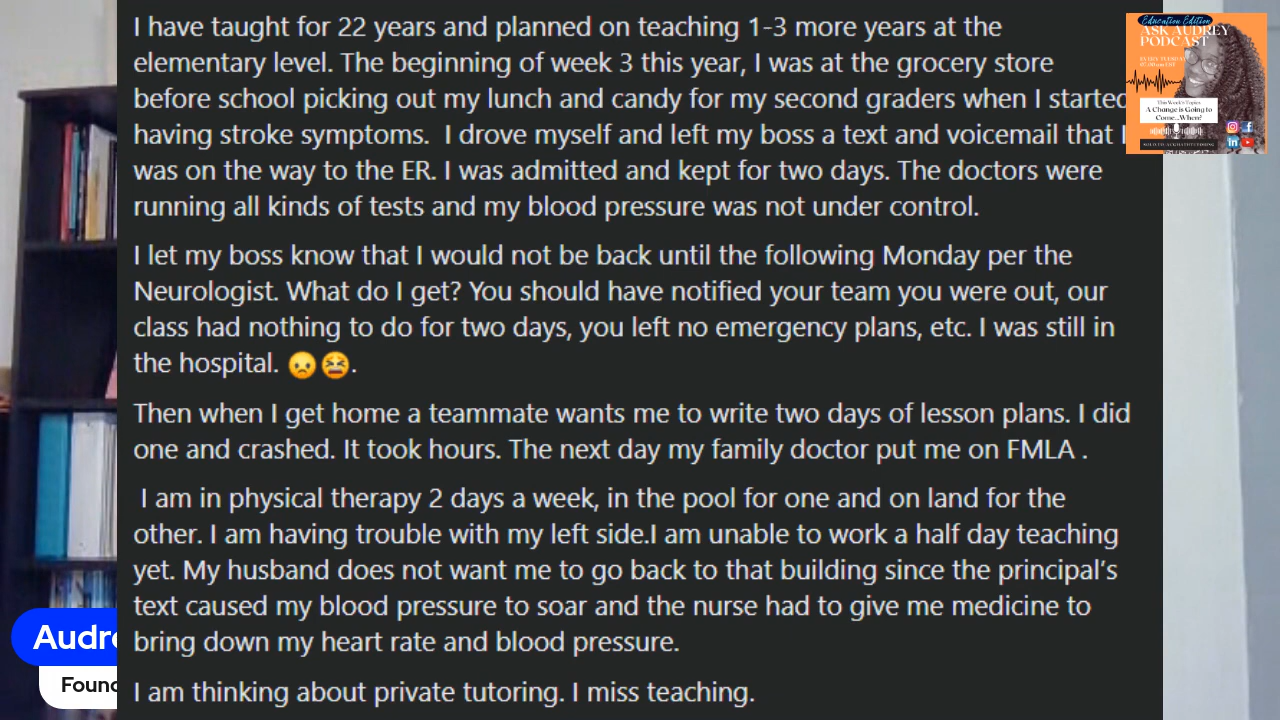 I have taught for 22 years and planned on teaching 1-3 more years at the
elementary level. The beginning of week 3 this year, I was at the grocery store
before school picking out my lunch and candy for my second graders when I started
having stroke symptoms.  I drove myself and left my boss a text and voicemail that I
was on the way to the ER. I was admitted and kept for two days. The doctors were
running all kinds of tests and my blood pressure was not under control.
I let my boss know that I would not be back until the following Monday per the
Neurologist. What do I get? You should have notified your team you were out, our
class had nothing to do for two days, you left no emergency plans, etc. I was still in
the hospital. 😞😫.
Then when I get home a teammate wants me to write two days of lesson plans. I did
one and crashed. It took hours. The next day my family doctor put me on FMLA .
I am in physical therapy 2 days a week, in the pool for one and on land for the
other. I am having trouble with my left side.I am unable to work a half day teaching
yet. My husband does not want me to go back to that building since the principal's
text caused my blood pressure to soar and the nurse had to give me medicine to
bring down my heart rate and blood pressure.
I am thinking about private tutoring. I miss teaching.
Education Edition
ASK AUDREY
PODCAST
This Week's Topics
A Change is Going to
Come...When?
Audre
Found